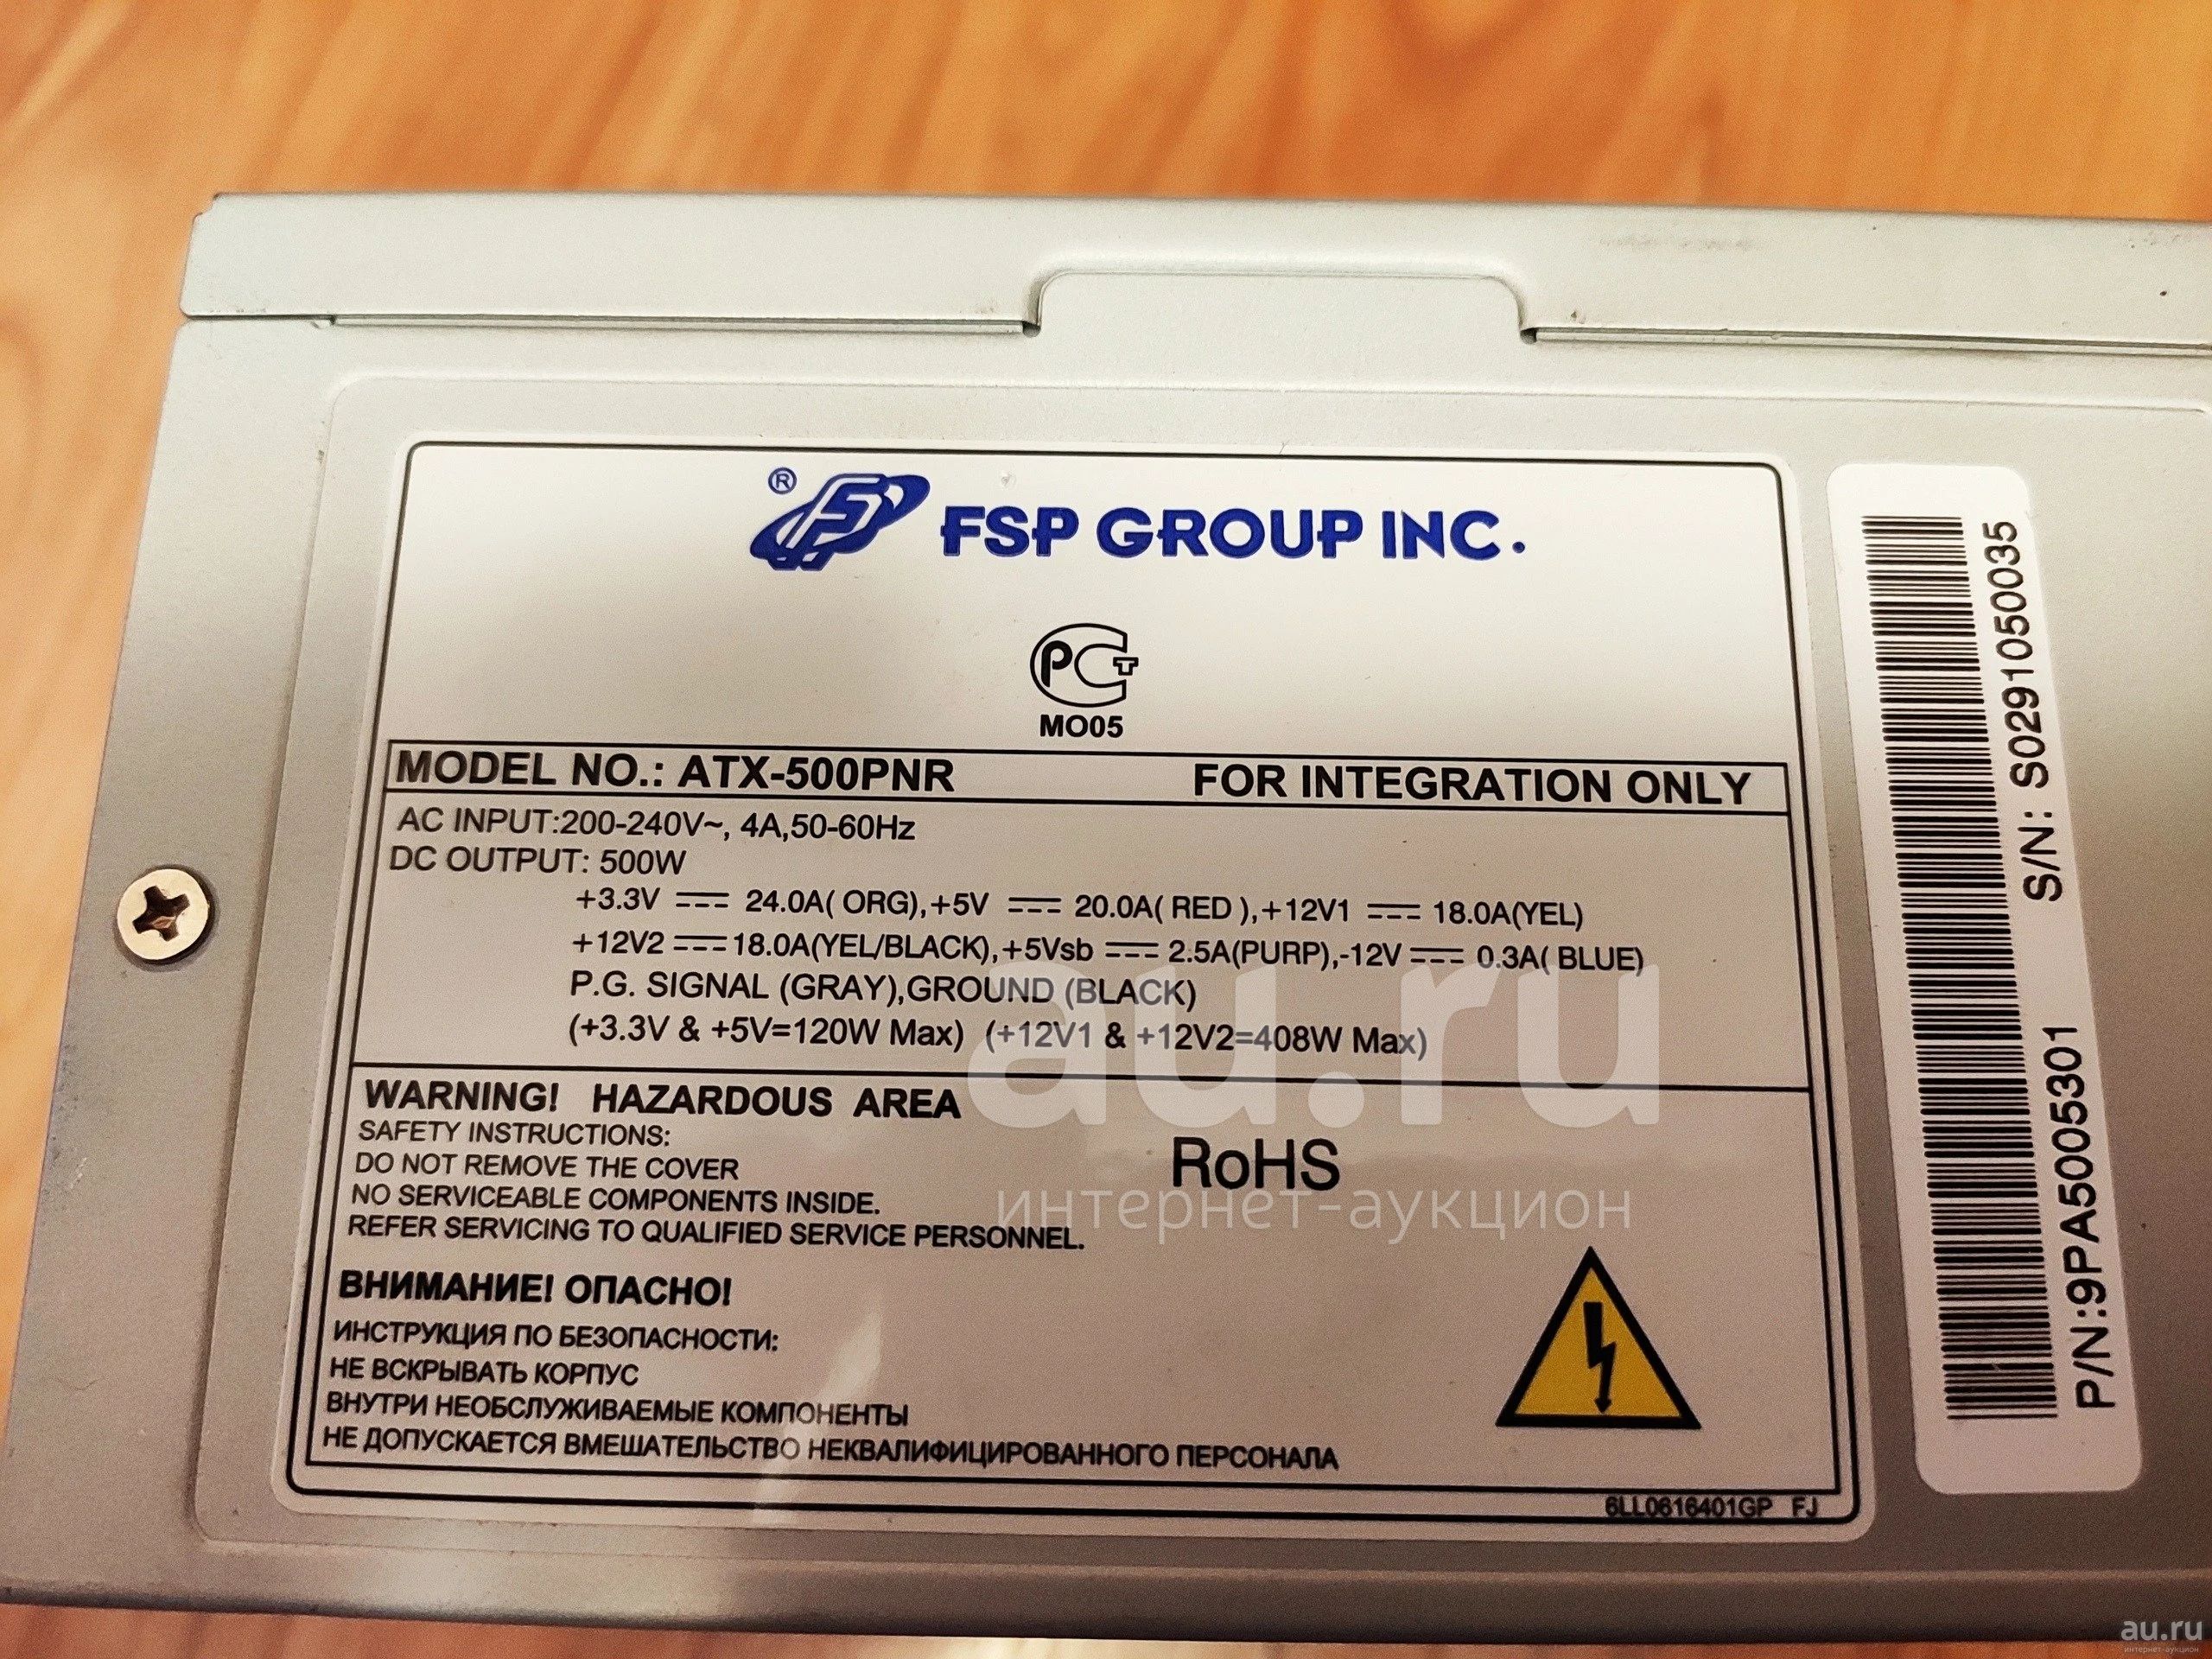 ® FSP GROUP INC.
РСТ
МО05
MODEL NO.: ATX-500PNR FOR INTEGRATION ONLY
AC INPUT:200-240V~, 4A,50-60Hz
DC OUTPUT: 500W
+3.3V ⎓ 24.0A( ORG),+5V ⎓ 20.0A( RED ),+12V1 ⎓ 18.0A(YEL)
+12V2 ⎓ 18.0A(YEL/BLACK),+5Vsb ⎓ 2.5A(PURP),-12V ⎓ 0.3A( BLUE)
P.G. SIGNAL (GRAY),GROUND (BLACK)
(+3.3V & +5V=120W Max) (+12V1 & +12V2=408W Max)
WARNING! HAZARDOUS AREA
SAFETY INSTRUCTIONS:
DO NOT REMOVE THE COVER
NO SERVICEABLE COMPONENTS INSIDE.
REFER SERVICING TO QUALIFIED SERVICE PERSONNEL.
RoHS
ВНИМАНИЕ! ОПАСНО!
ИНСТРУКЦИЯ ПО БЕЗОПАСНОСТИ:
НЕ ВСКРЫВАТЬ КОРПУС
ВНУТРИ НЕОБСЛУЖИВАЕМЫЕ КОМПОНЕНТЫ
НЕ ДОПУСКАЕТСЯ ВМЕШАТЕЛЬСТВО НЕКВАЛИФИЦИРОВАННОГО ПЕРСОНАЛА
6LL0616401GP FJ
S/N: S0291050035
P/N:9PA5005301
au.ru
интернет-аукцион
au.ru
интернет-аукцион